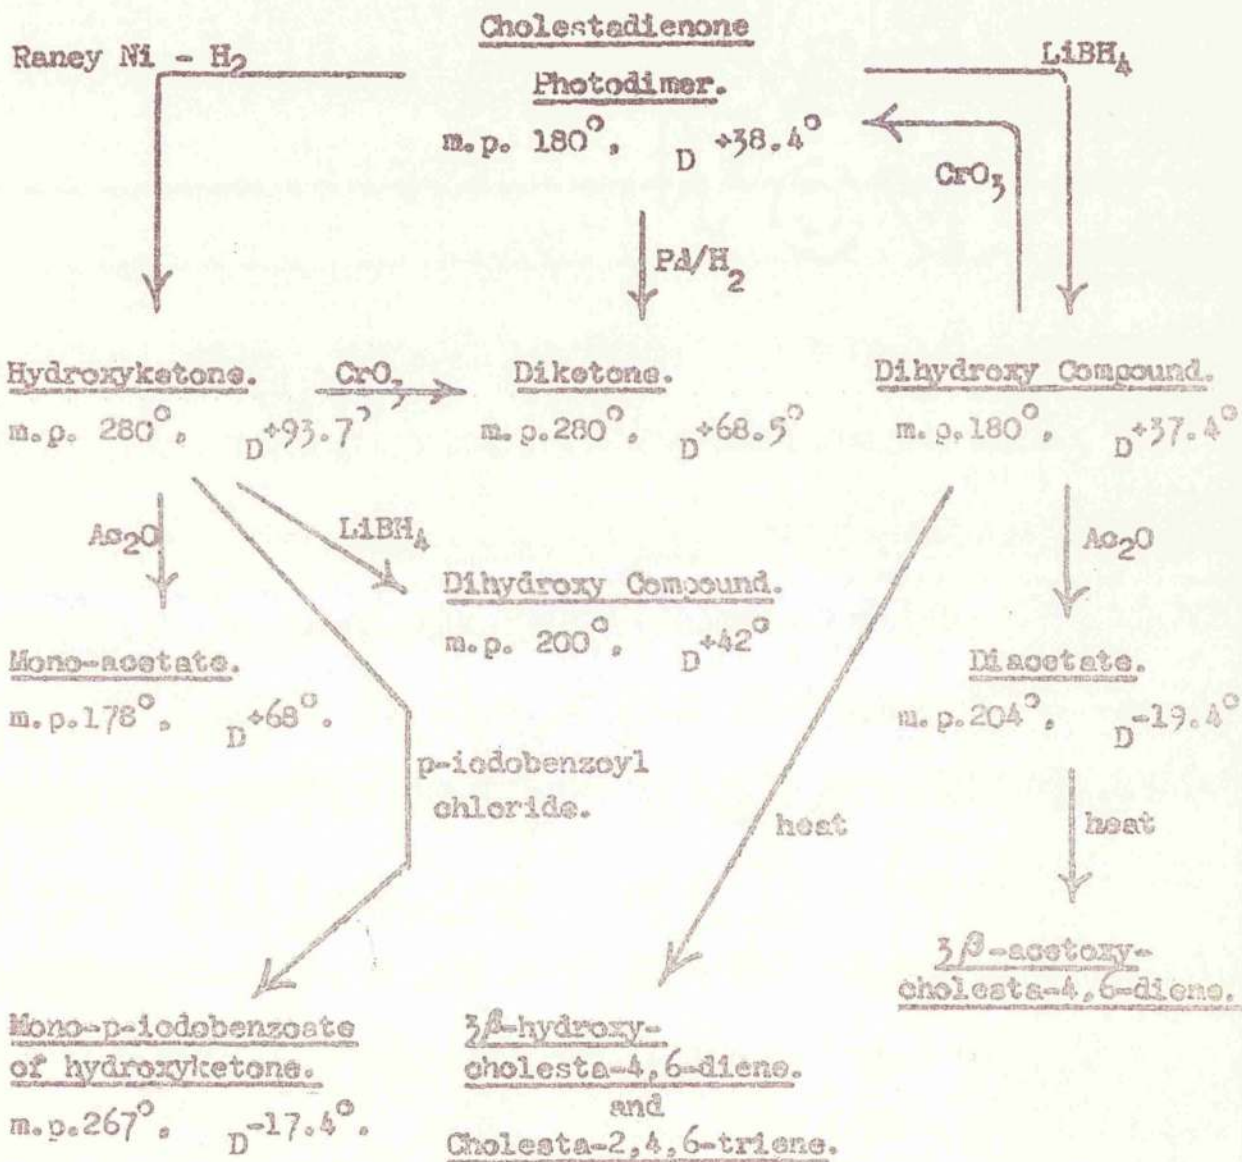 Cholestadienone
Raney Ni - H2
LiBH4
Photodimer.
m.p. 180°, D +38.4°
CrO3
Pd/H2
Hydroxyketone. CrO3 Diketone. Dihydroxy Compound.
m.p. 280°, D+93.7° m.p.280°, D+68.5° m.p.180°, D+37.4°
Ac2O LiBH4 Ac2O
Dihydroxy Compound.
m.p. 200°, D+42°
Mono-acetate. Diacetate.
m.p.178°, D+68°. m.p.204°, D-19.4°
p-iodobenzoyl
chloride.
heat heat
3β-acetoxy-
cholesta-4,6-diene.
Mono-p-iodobenzoate 3β-hydroxy-
of hydroxyketone. cholesta-4,6-diene.
and
m.p.267°, D-17.4°. Cholesta-2,4,6-triene.